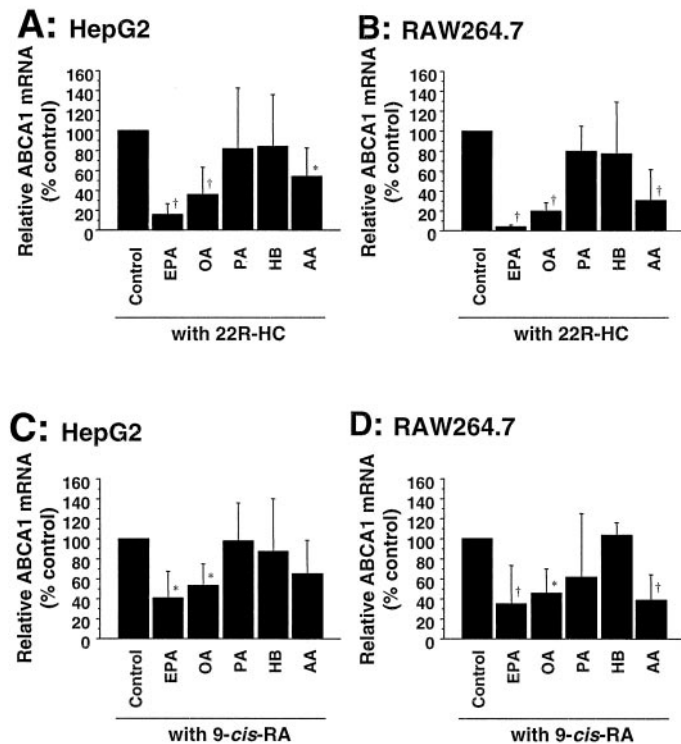 A: HepG2
Relative ABCA1 mRNA
(% control)
160
140
120
100
80
60
40
20
0
† † *
Control EPA OA PA HB AA
with 22R-HC
B: RAW264.7
Relative ABCA1 mRNA
(% control)
160
140
120
100
80
60
40
20
0
† † †
Control EPA OA PA HB AA
with 22R-HC
C: HepG2
Relative ABCA1 mRNA
(% control)
160
140
120
100
80
60
40
20
0
* *
Control EPA OA PA HB AA
with 9-cis-RA
D: RAW264.7
Relative ABCA1 mRNA
(% control)
160
140
120
100
80
60
40
20
0
† * †
Control EPA OA PA HB AA
with 9-cis-RA